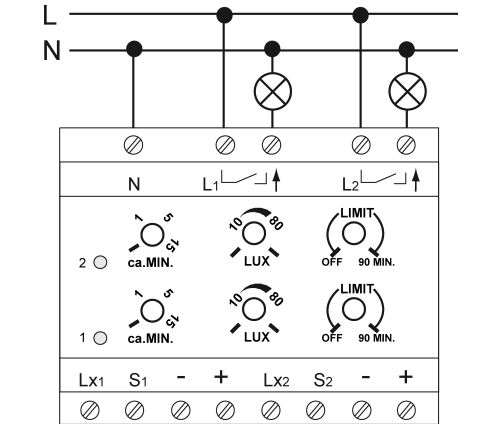 L
N
N L1 L2
1 5 15 10 80 LIMIT
2 ca.MIN. LUX OFF 90 MIN.
1 5 15 10 80 LIMIT
1 ca.MIN. LUX OFF 90 MIN.
Lx1 S1 - + Lx2 S2 - +